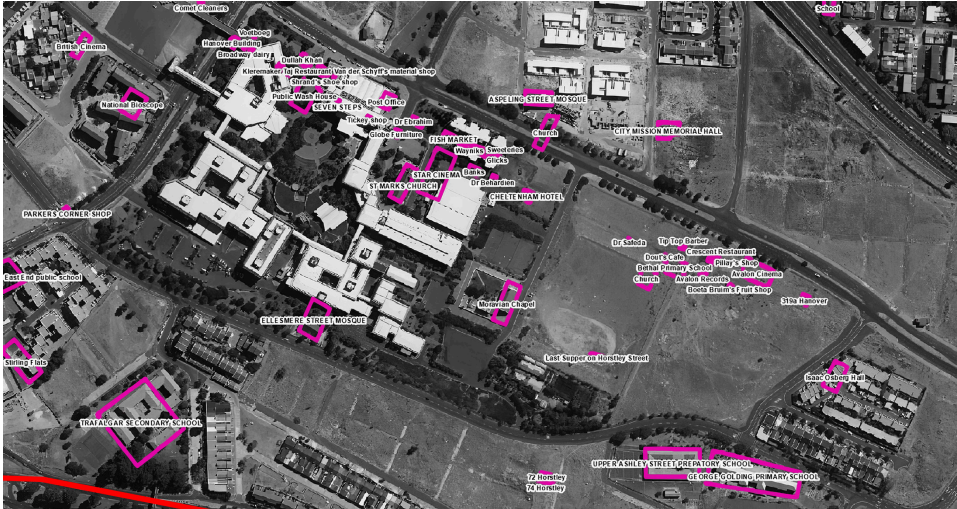 Comet Cleaners
School
Voetboeg
Hanover Building
British Cinema
Broadway dairy
Dullah Khan
Taj Restaurant
Van der Schyff's material shop
Shrand's Shoe shop
Public Wash House
National Bioscope
SEVEN STEPS
Post Office
ASPELING STREET MOSQUE
Tickey shop
Dr Ebrahim
Globe Furniture
Church
CITY MISSION MEMORIAL HALL
FISH MARKET
Wayniks
Sweeteries
Glicks
STAR CINEMA
Banks
ST MARKS CHURCH
Dr Behardien
CHELTENHAM HOTEL
PARKERS CORNER SHOP
Dr Safeda
Tip Top Barber
Crescent Restaurant
Dout's Cafe
Pillay's Shop
Bethal Primary School
Avalon Cinema
Church
Avalon Records
East End public school
Boeta Bruim's Fruit Shop
319a Hanover
Moravian Chapel
ELLESMERE STREET MOSQUE
Last Supper on Horstley Street
Stirling Flats
Isaac Osberg Hall
TRAFALGAR SECONDARY SCHOOL
UPPER ASHLEY STREET PREPATORY SCHOOL
GEORGE GOLDING PRIMARY SCHOOL
72 Horstley
74 Horstley